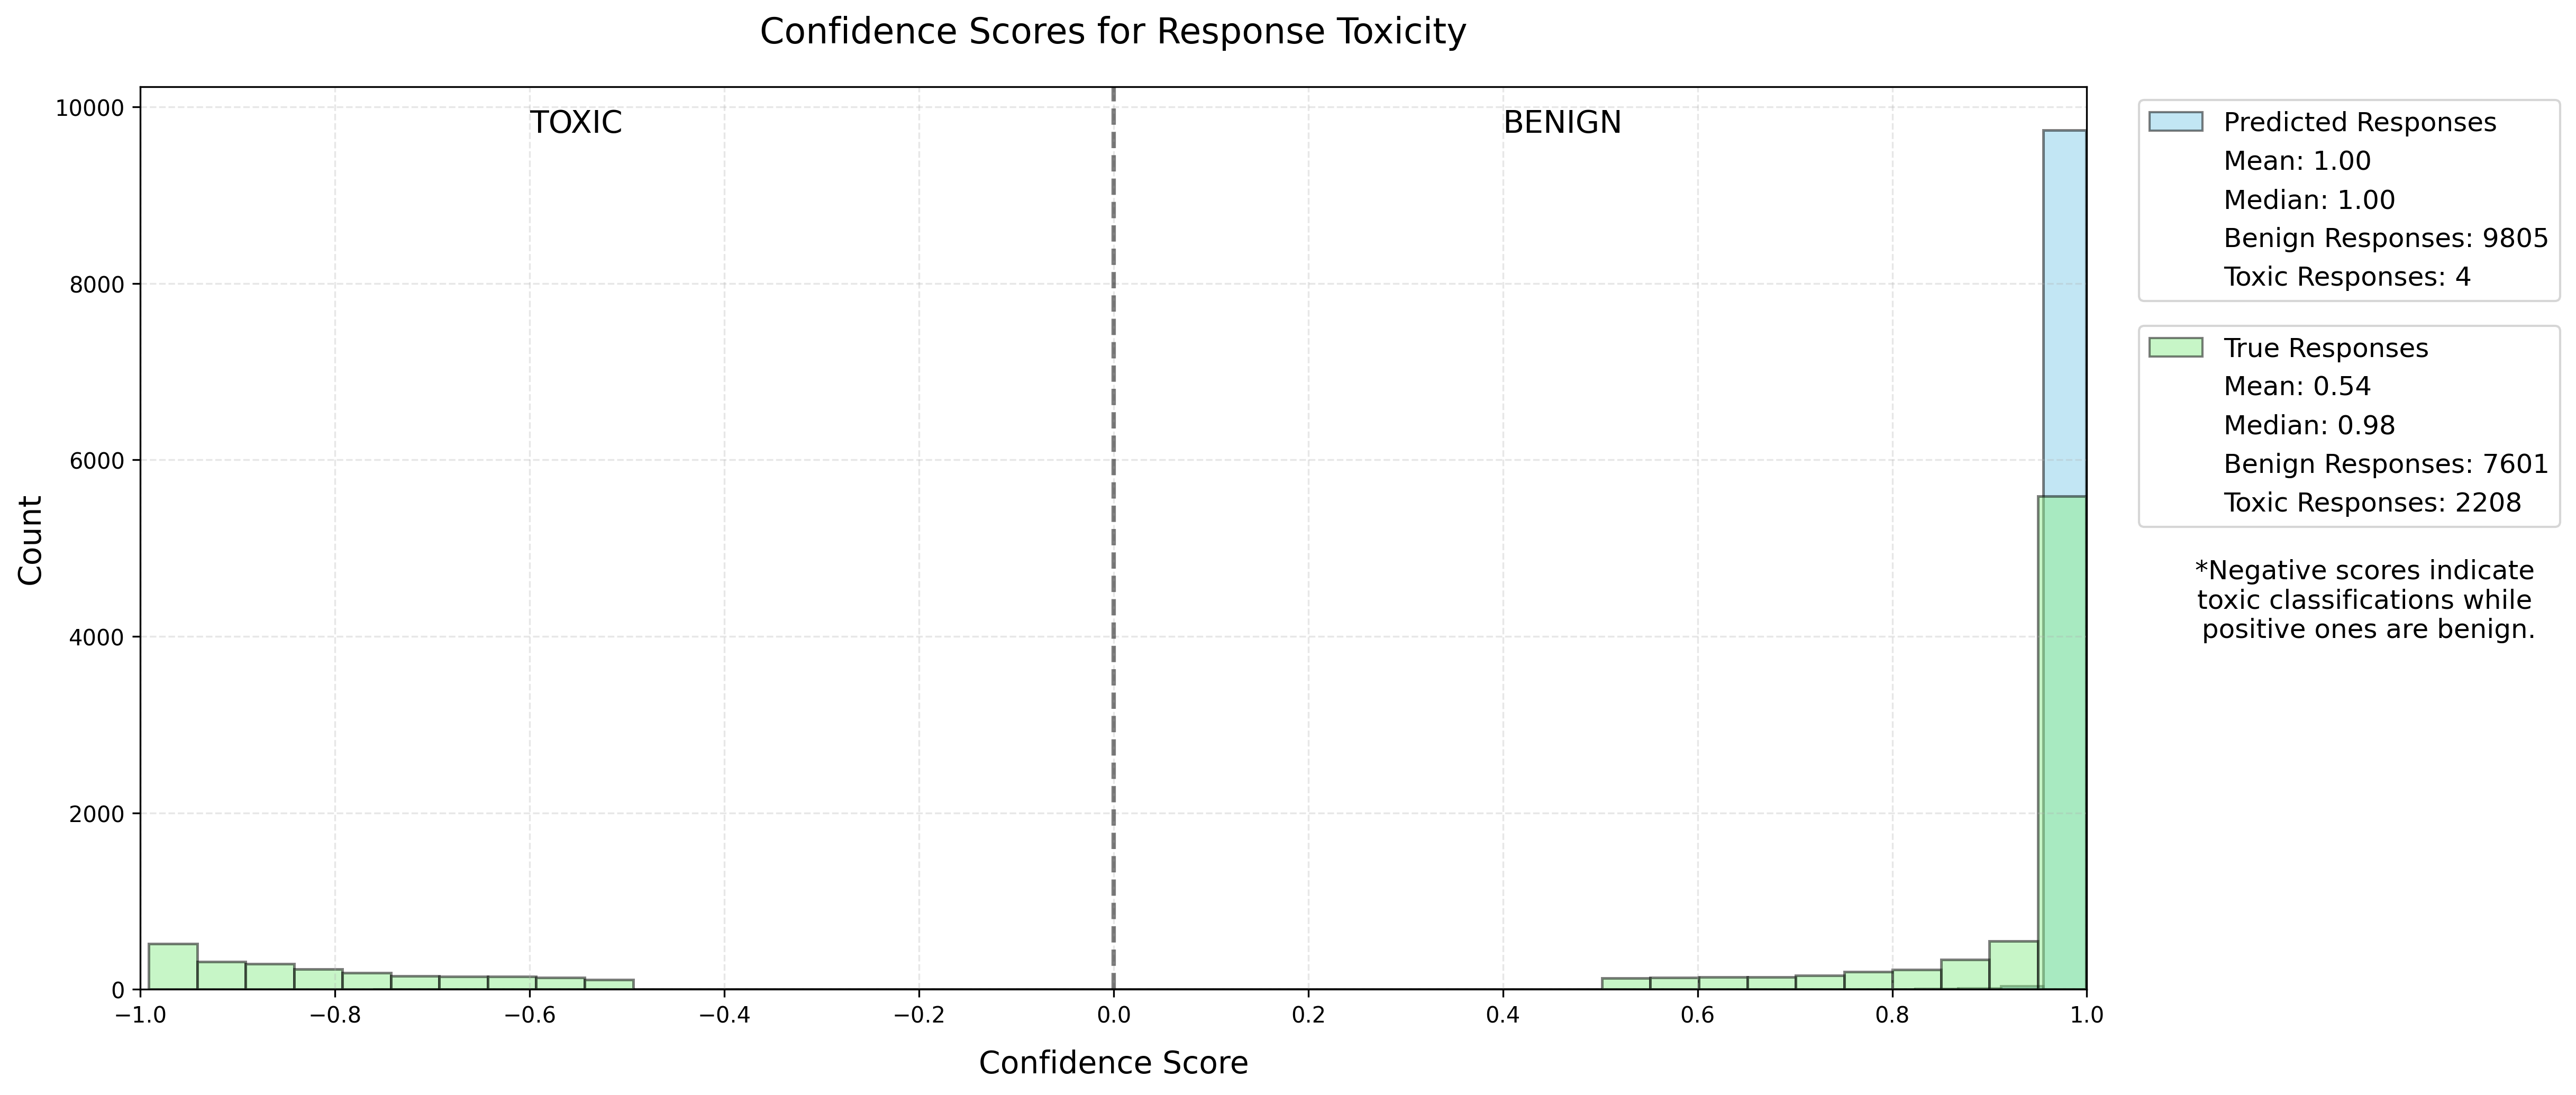 Confidence Scores for Response Toxicity
TOXIC
BENIGN
10000
8000
6000
4000
2000
0
Count
−1.0
−0.8
−0.6
−0.4
−0.2
0.0
0.2
0.4
0.6
0.8
1.0
Confidence Score
Predicted Responses
Mean: 1.00
Median: 1.00
Benign Responses: 9805
Toxic Responses: 4
True Responses
Mean: 0.54
Median: 0.98
Benign Responses: 7601
Toxic Responses: 2208
*Negative scores indicate
toxic classifications while
positive ones are benign.